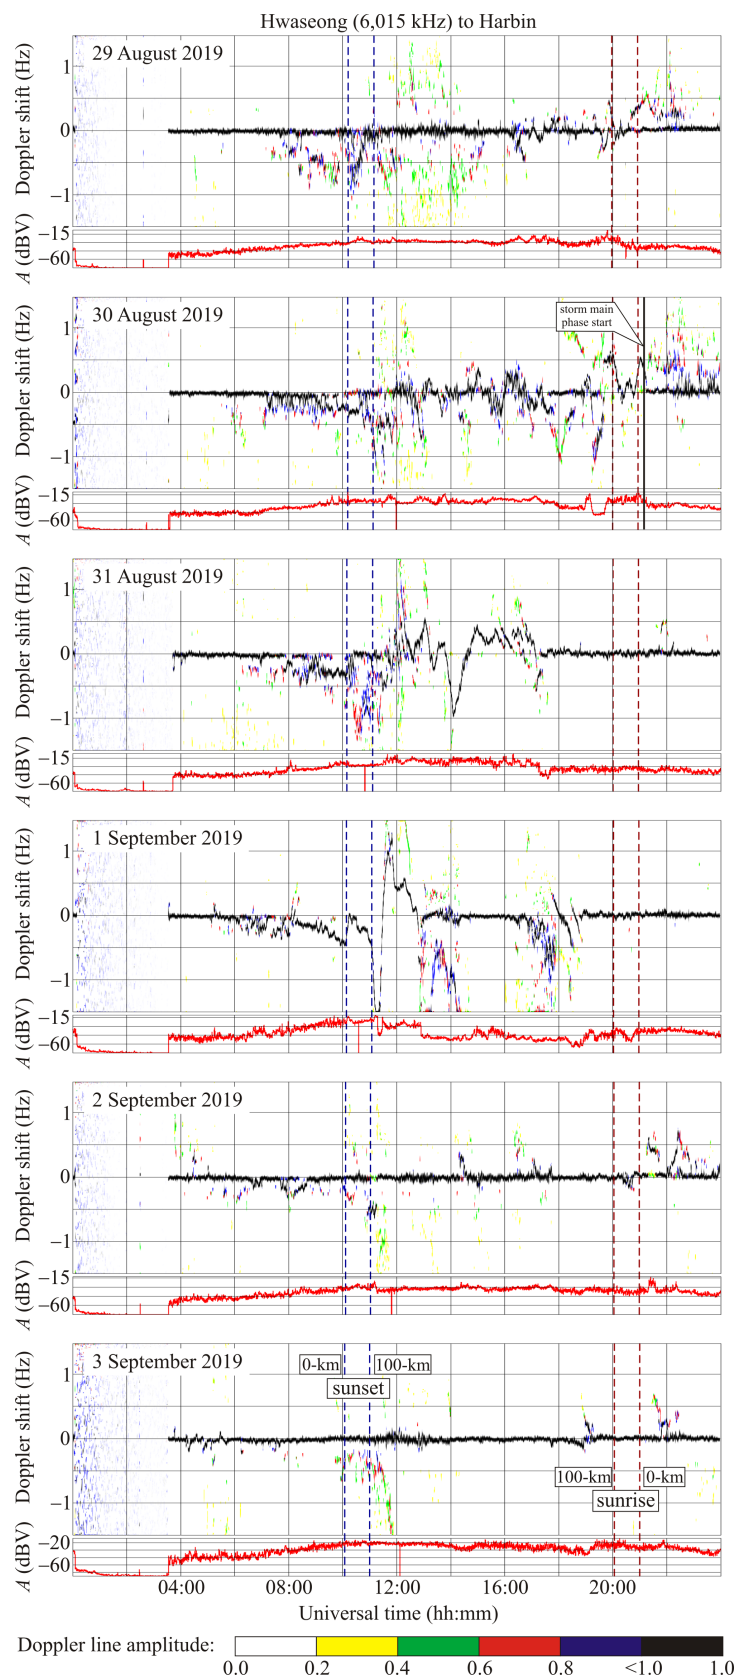 Hwaseong (6,015 kHz) to Harbin
29 August 2019
Doppler shift (Hz)
1
0
−1
A (dBV)
−15
−60
30 August 2019
storm main
phase start
Doppler shift (Hz)
1
0
−1
A (dBV)
−15
−60
31 August 2019
Doppler shift (Hz)
1
0
−1
A (dBV)
−15
−60
1 September 2019
Doppler shift (Hz)
1
0
−1
A (dBV)
−15
−60
2 September 2019
Doppler shift (Hz)
1
0
−1
A (dBV)
−15
−60
3 September 2019
0-km
100-km
sunset
Doppler shift (Hz)
1
0
−1
100-km
0-km
sunrise
A (dBV)
−20
−60
04:00 08:00 12:00 16:00 20:00
Universal time (hh:mm)
Doppler line amplitude:
0.0 0.2 0.4 0.6 0.8 <1.0 1.0